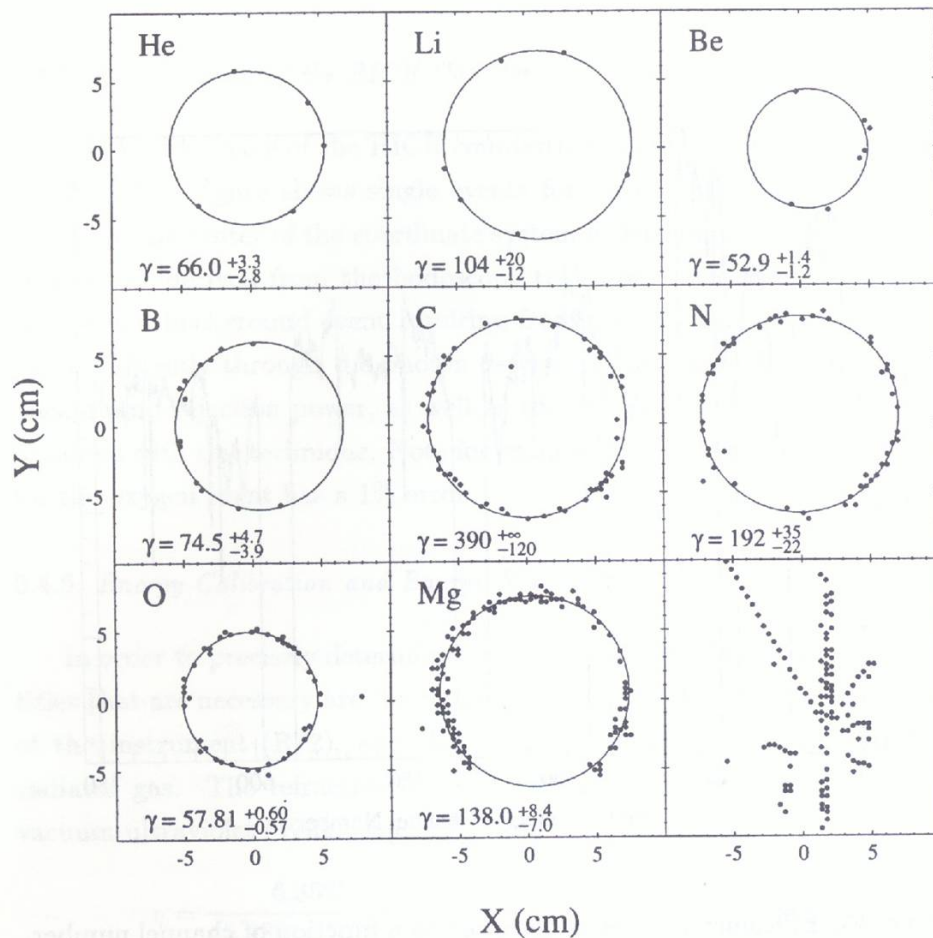 He
Li
Be
5
0
-5
γ = 66.0 +3.3 −2.8
γ = 104 +20 −12
γ = 52.9 +1.4 −1.2
B
C
N
5
0
-5
γ = 74.5 +4.7 −3.9
γ = 390 +∞ −120
γ = 192 +35 −22
O
Mg
5
0
-5
γ = 57.81 +0.60 −0.57
γ = 138.0 +8.4 −7.0
-5 0 5 -5 0 5 -5 0 5
Y (cm)
X (cm)